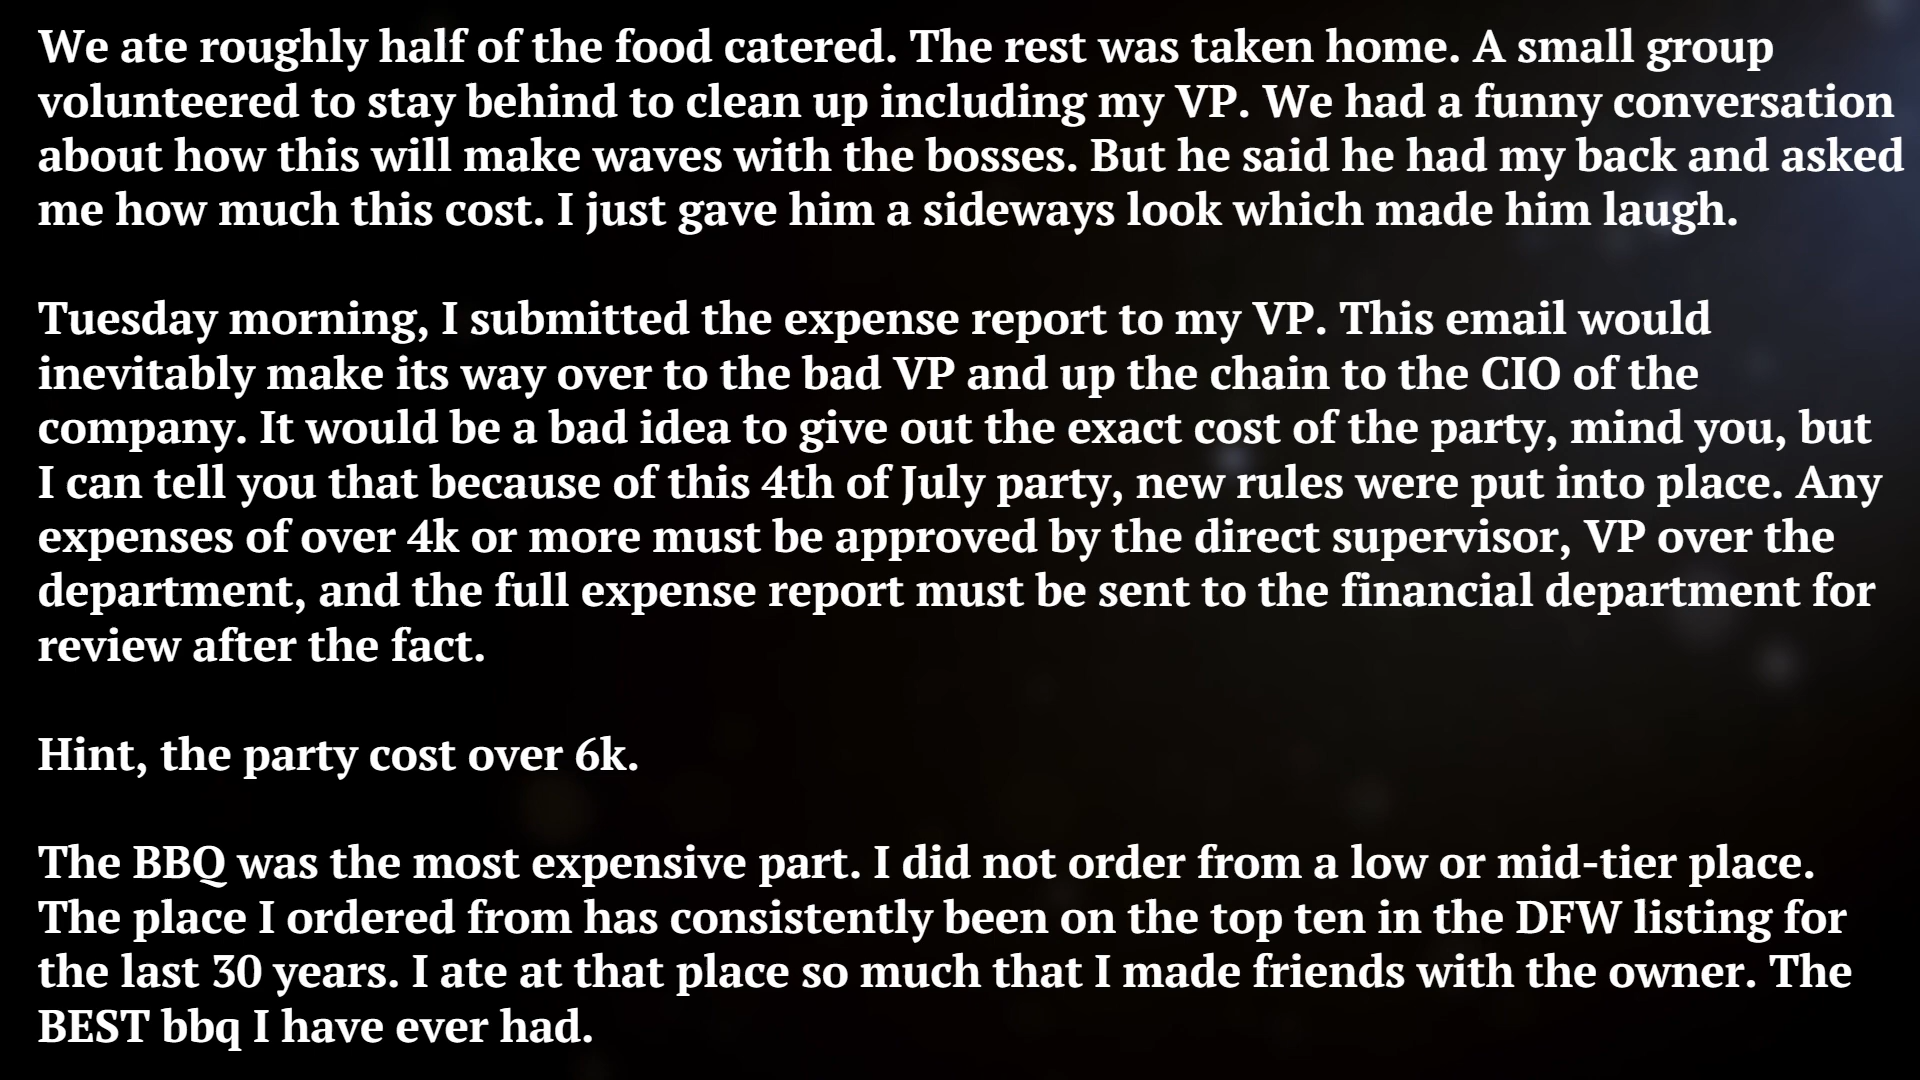 We ate roughly half of the food catered. The rest was taken home. A small group
volunteered to stay behind to clean up including my VP. We had a funny conversation
about how this will make waves with the bosses. But he said he had my back and asked
me how much this cost. I just gave him a sideways look which made him laugh.
Tuesday morning, I submitted the expense report to my VP. This email would
inevitably make its way over to the bad VP and up the chain to the CIO of the
company. It would be a bad idea to give out the exact cost of the party, mind you, but
I can tell you that because of this 4th of July party, new rules were put into place. Any
expenses of over 4k or more must be approved by the direct supervisor, VP over the
department, and the full expense report must be sent to the financial department for
review after the fact.
Hint, the party cost over 6k.
The BBQ was the most expensive part. I did not order from a low or mid-tier place.
The place I ordered from has consistently been on the top ten in the DFW listing for
the last 30 years. I ate at that place so much that I made friends with the owner. The
BEST bbq I have ever had.